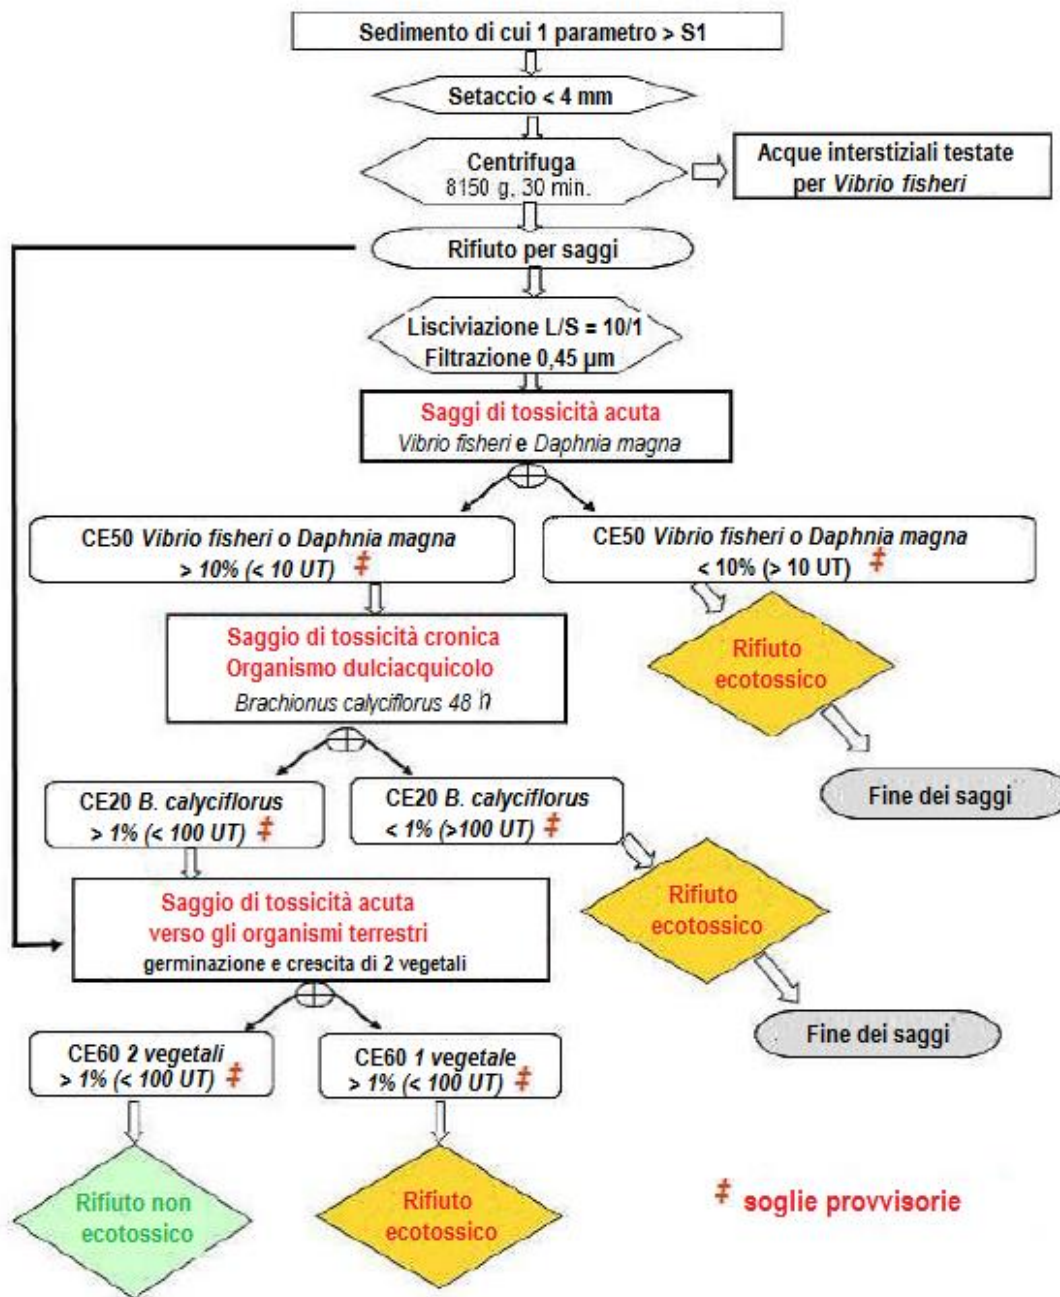 Sedimento di cui 1 parametro > S1
Setaccio < 4 mm
Centrifuga
8150 g, 30 min.
Acque interstiziali testate
per Vibrio fisheri
Rifiuto per saggi
Lisciviazione L/S = 10/1
Filtrazione 0,45 µm
Saggi di tossicità acuta
Vibrio fisheri e Daphnia magna
CE50 Vibrio fisheri o Daphnia magna
> 10% (< 10 UT) ‡
CE50 Vibrio fisheri o Daphnia magna
< 10% (> 10 UT) ‡
Rifiuto
ecotossico
Fine dei saggi
Saggio di tossicità cronica
Organismo dulciacquicolo
Brachionus calyciflorus 48 h
CE20 B. calyciflorus
> 1% (< 100 UT) ‡
CE20 B. calyciflorus
< 1% (>100 UT) ‡
Rifiuto
ecotossico
Fine dei saggi
Saggio di tossicità acuta
verso gli organismi terrestri
germinazione e crescita di 2 vegetali
CE60 2 vegetali
> 1% (< 100 UT) ‡
CE60 1 vegetale
> 1% (< 100 UT) ‡
Rifiuto non
ecotossico
Rifiuto
ecotossico
‡ soglie provvisorie